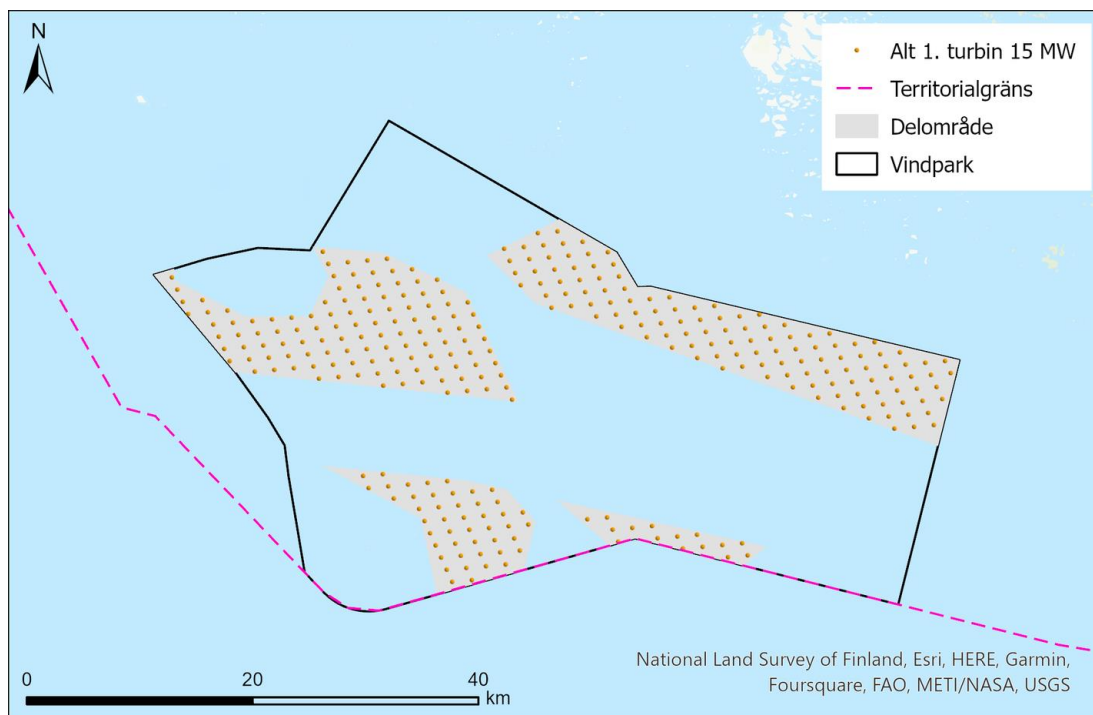 N
Alt 1. turbin 15 MW
Territorialgräns
Delområde
Vindpark
0
20
40
km
National Land Survey of Finland, Esri, HERE, Garmin,
Foursquare, FAO, METI/NASA, USGS